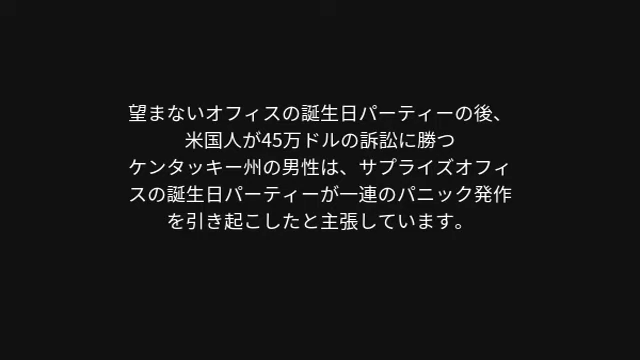 望まないオフィスの誕生日パーティーの後、
米国人が45万ドルの訴訟に勝つ
ケンタッキー州の男性は、サプライズオフィ
スの誕生日パーティーが一連のパニック発作
を引き起こしたと主張しています。